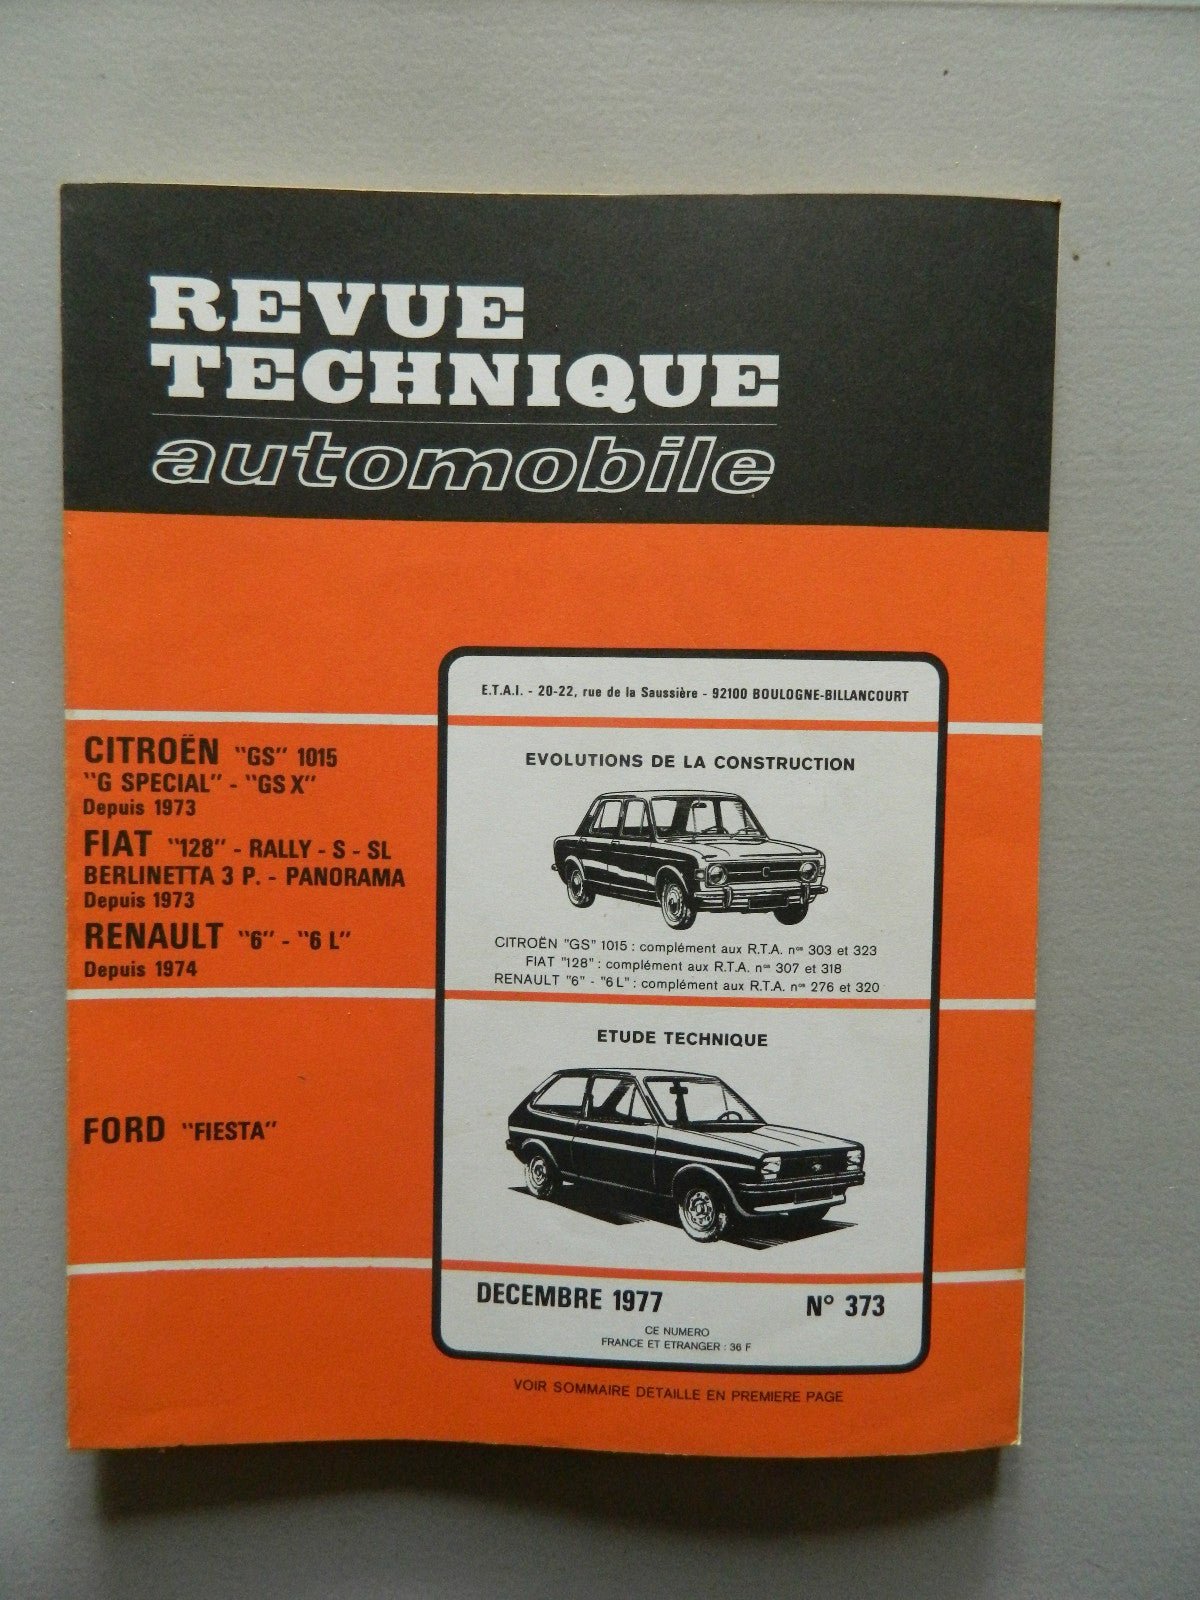 REVUE
TECHNIQUE
automobile
CITROËN "GS" 1015
"G SPECIAL" - "GS X"
Depuis 1973
FIAT "128" - RALLY - S - SL
BERLINETTA 3 P. - PANORAMA
Depuis 1973
RENAULT "6" - "6 L"
Depuis 1974
FORD "FIESTA"
E.T.A.I. - 20-22, rue de la Saussière - 92100 BOULOGNE-BILLANCOURT
EVOLUTIONS DE LA CONSTRUCTION
CITROËN "GS" 1015 : complément aux R.T.A. nos 303 et 323
FIAT "128" : complément aux R.T.A. nos 307 et 318
RENAULT "6" - "6 L" : complément aux R.T.A. nos 276 et 320
ETUDE TECHNIQUE
DECEMBRE 1977 N° 373
CE NUMERO
FRANCE ET ETRANGER : 36 F
VOIR SOMMAIRE DETAILLE EN PREMIERE PAGE